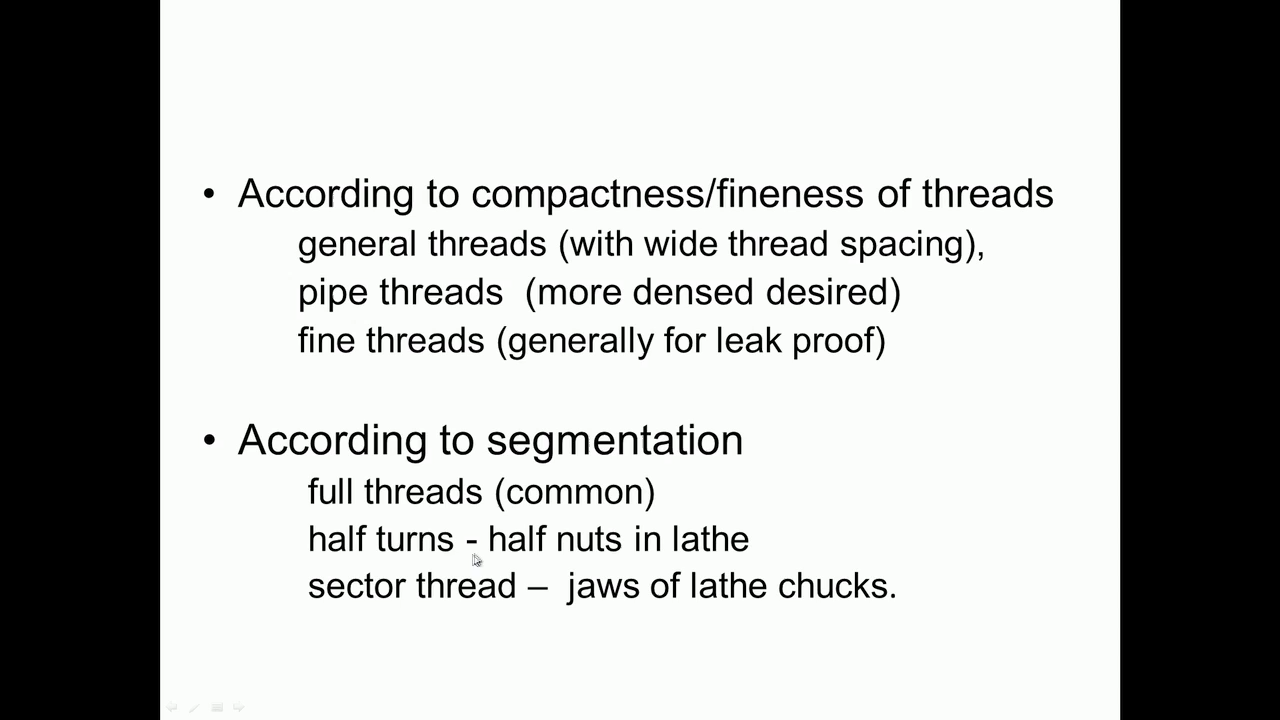 • According to compactness/fineness of threads
general threads (with wide thread spacing),
pipe threads (more densed desired)
fine threads (generally for leak proof)
• According to segmentation
full threads (common)
half turns - half nuts in lathe
sector thread – jaws of lathe chucks.